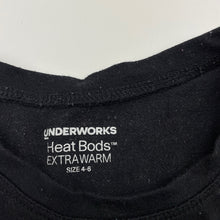 UNDERWORKS
Heat Bods™
EXTRAWARM
SIZE 4-6